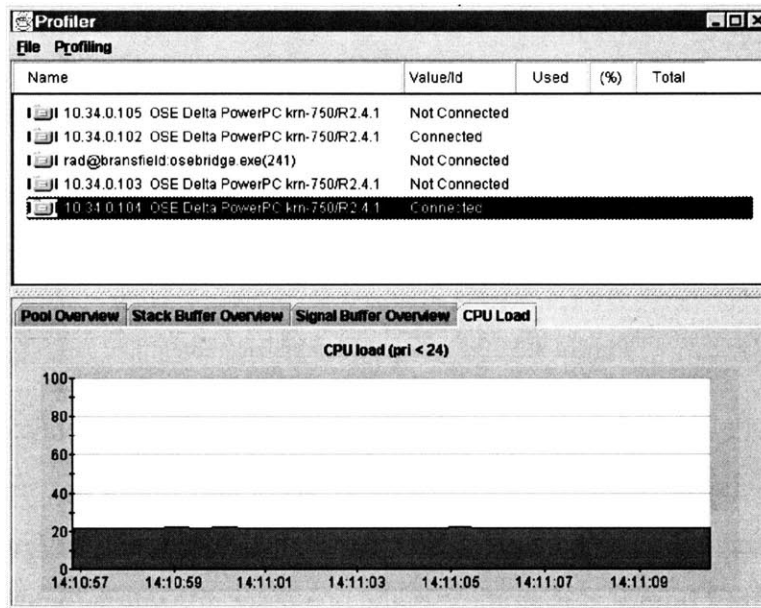 Profiler
File Profiling
Name Value/Id Used (%) Total
10.34.0.105 OSE Delta PowerPC krn-750/R2.4.1 Not Connected
10.34.0.102 OSE Delta PowerPC krn-750/R2.4.1 Connected
rad@bransfield:osebridge.exe(241) Not Connected
10.34.0.103 OSE Delta PowerPC krn-750/R2.4.1 Not Connected
10.34.0.104 OSE Delta PowerPC krn-750/R2.4.1 Connected
Pool Overview Stack Buffer Overview Signal Buffer Overview CPU Load
CPU load (pri < 24)
100
80
60
40
20
0
14:10:57 14:10:59 14:11:01 14:11:03 14:11:05 14:11:07 14:11:09